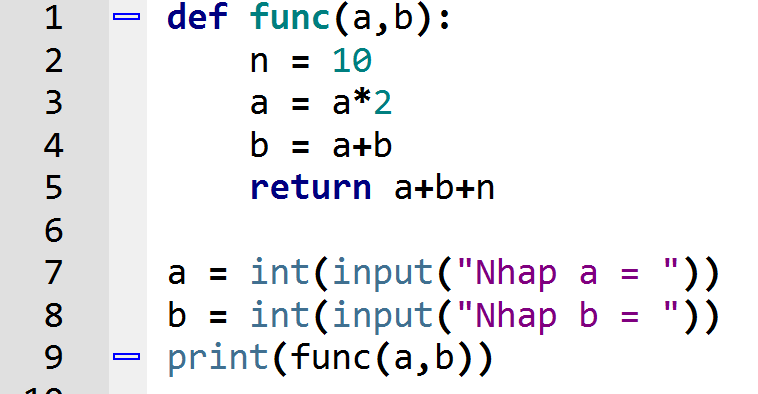 1 def func(a,b):
2     n = 10
3     a = a*2
4     b = a+b
5     return a+b+n
6
7 a = int(input("Nhap a = "))
8 b = int(input("Nhap b = "))
9 print(func(a,b))